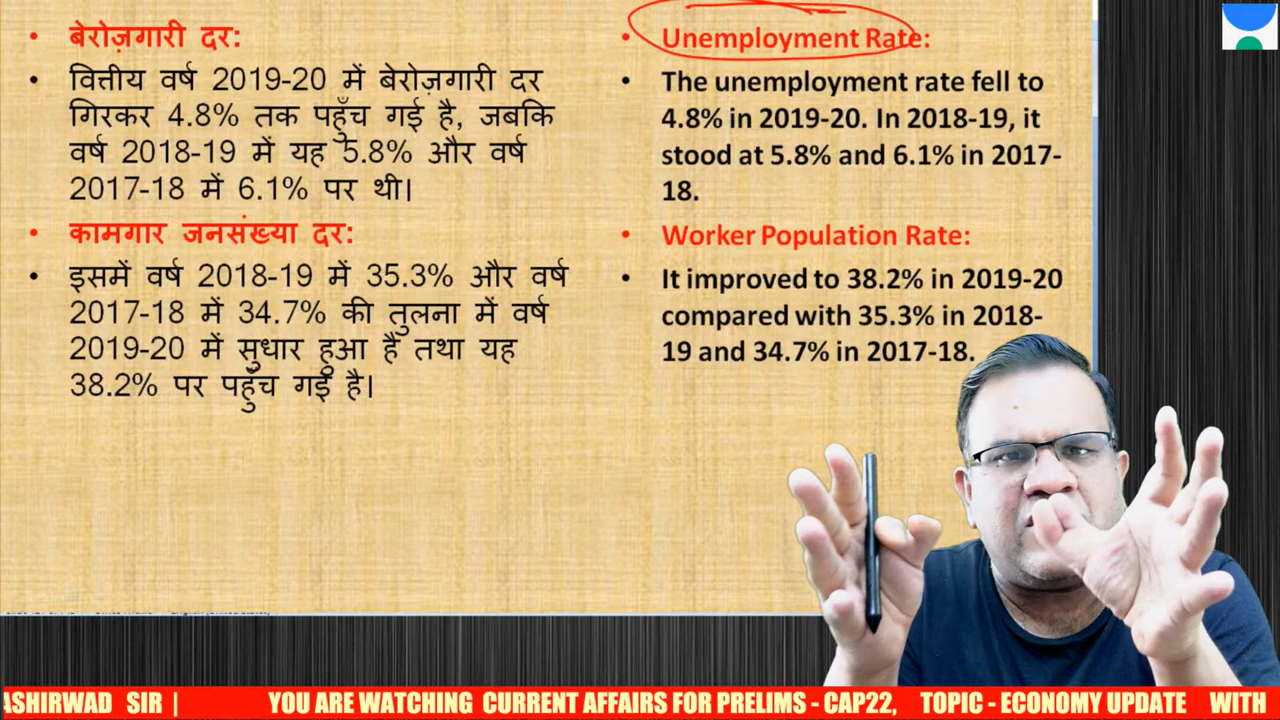 • बेरोज़गारी दर:
• वित्तीय वर्ष 2019-20 में बेरोज़गारी दर
गिरकर 4.8% तक पहुँच गई है, जबकि
वर्ष 2018-19 में यह 5.8% और वर्ष
2017-18 में 6.1% पर थी।
• कामगार जनसंख्या दर:
• इसमें वर्ष 2018-19 में 35.3% और वर्ष
2017-18 में 34.7% की तुलना में वर्ष
2019-20 में सुधार हुआ है तथा यह
38.2% पर पहुँच गई है।
• Unemployment Rate:
• The unemployment rate fell to
4.8% in 2019-20. In 2018-19, it
stood at 5.8% and 6.1% in 2017-
18.
• Worker Population Rate:
• It improved to 38.2% in 2019-20
compared with 35.3% in 2018-
19 and 34.7% in 2017-18.
ASHIRWAD SIR | YOU ARE WATCHING CURRENT AFFAIRS FOR PRELIMS - CAP22, TOPIC - ECONOMY UPDATE WITH